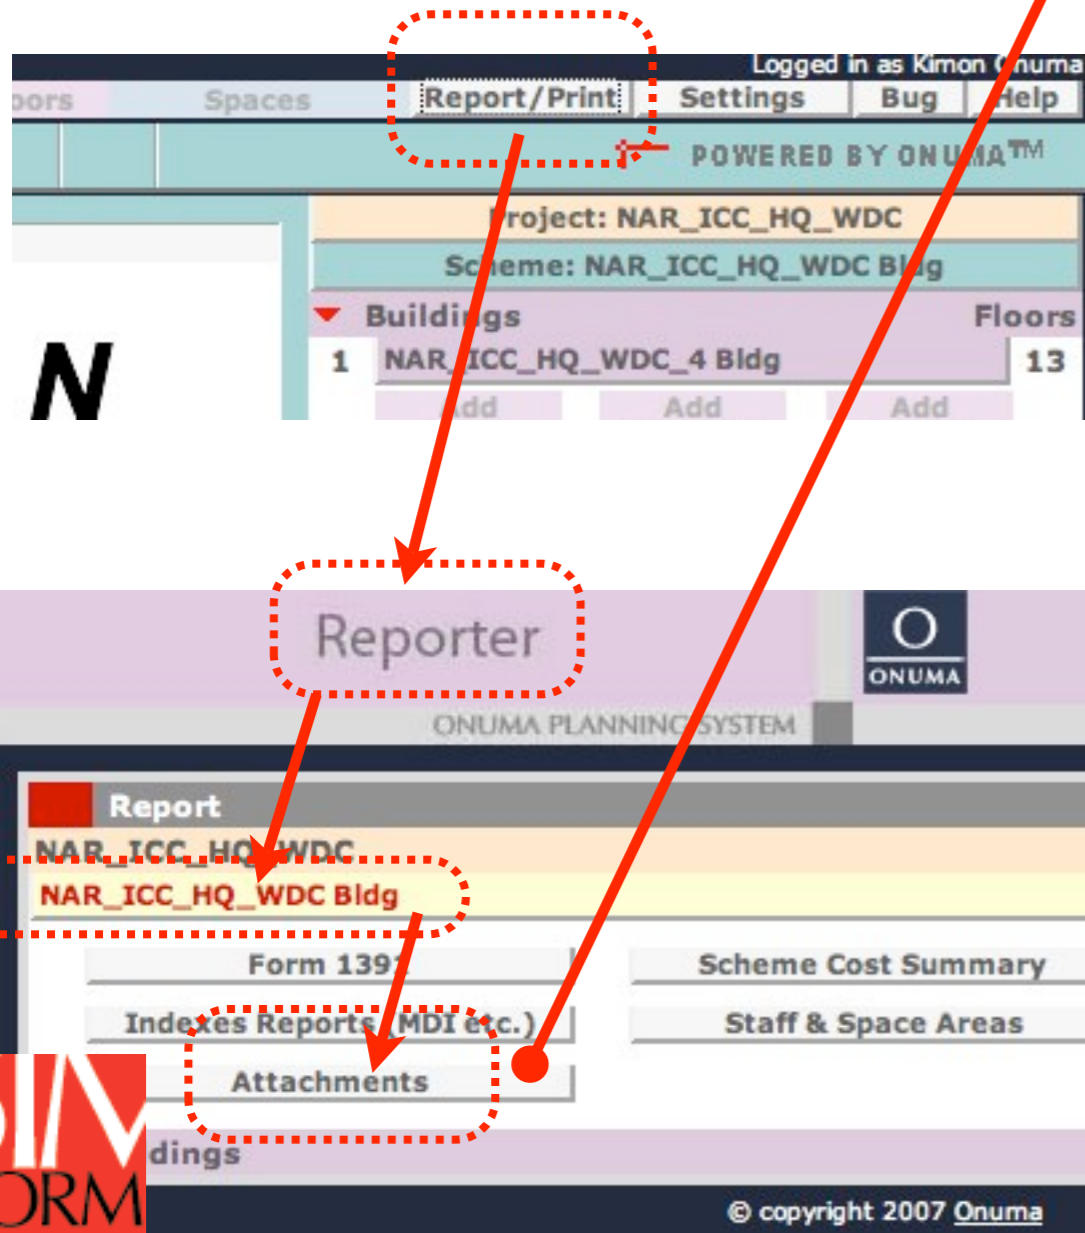 Logged in as Kimon Onuma
oors Spaces Report/Print Settings Bug Help
POWERED BY ONUMA™
Project: NAR_ICC_HQ_WDC
Scheme: NAR_ICC_HQ_WDC Bldg
Buildings Floors
N
1 NAR_ICC_HQ_WDC_4 Bldg 13
Add Add Add
Reporter
O
ONUMA
ONUMA PLANNING SYSTEM
Report
NAR_ICC_HQ_WDC
NAR_ICC_HQ_WDC Bldg
Form 1391 Scheme Cost Summary
Indexes Reports (MDI etc.) Staff & Space Areas
Attachments
dings
ORM
© copyright 2007 Onuma